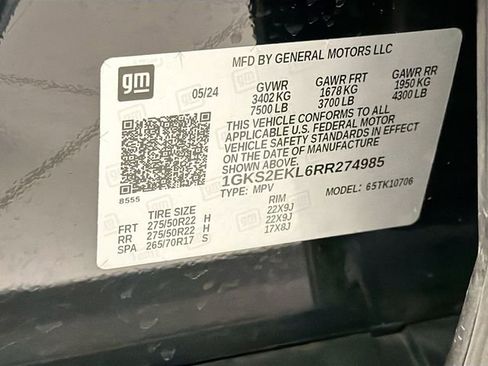 gm
MFD BY GENERAL MOTORS LLC
05/24 GVWR GAWR FRT GAWR RR
3402 KG 1678 KG 1950 KG
7500 LB 3700 LB 4300 LB
THIS VEHICLE CONFORMS TO ALL
APPLICABLE U.S. FEDERAL MOTOR
VEHICLE SAFETY STANDARDS IN EFFECT
ON THE DATE OF MANUFACTURE
SHOWN ABOVE.
1GKS2EKL6RR274985
8555 TYPE: MPV MODEL: 65TK10706
TIRE SIZE RIM
FRT 275/50R22 H 22X9J
RR 275/50R22 H 22X9J
SPA 265/70R17 S 17X8J